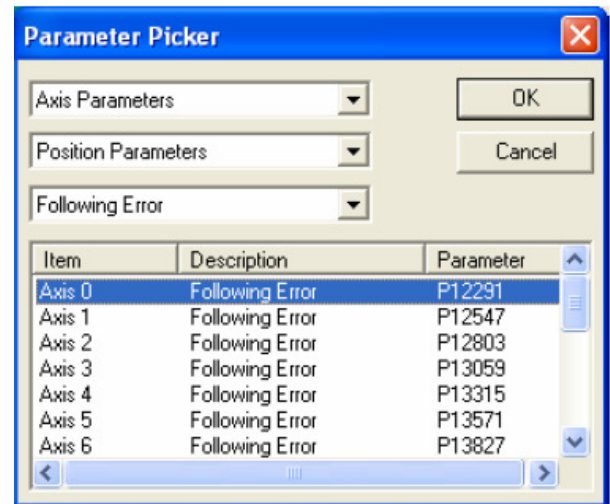 Parameter Picker
Axis Parameters
OK
Position Parameters
Cancel
Following Error
Item Description Parameter
Axis 0 Following Error P12291
Axis 1 Following Error P12547
Axis 2 Following Error P12803
Axis 3 Following Error P13059
Axis 4 Following Error P13315
Axis 5 Following Error P13571
Axis 6 Following Error P13827